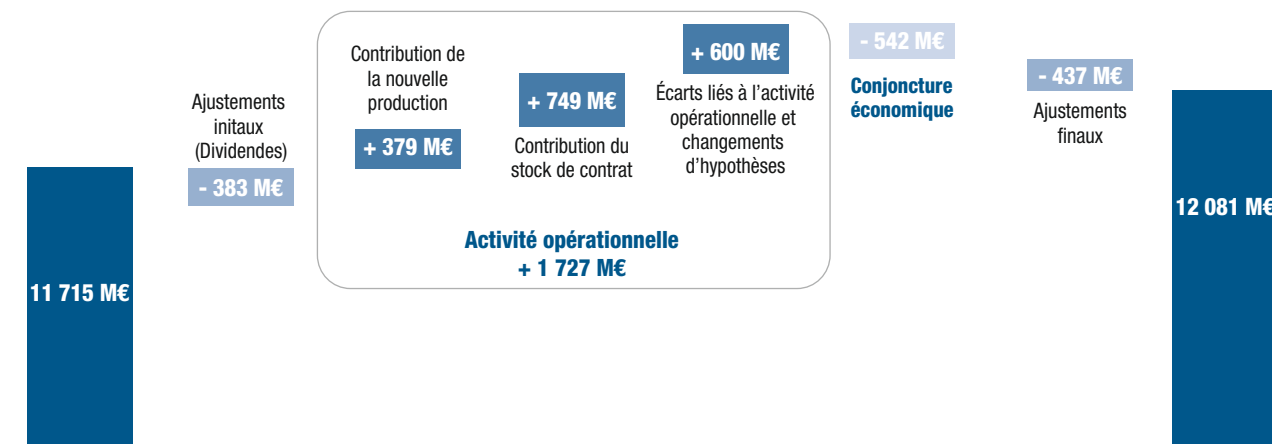 11 715 M€
Ajustements
initaux
(Dividendes)
- 383 M€
Contribution de
la nouvelle
production
+ 379 M€
+ 749 M€
Contribution du
stock de contrat
+ 600 M€
Écarts liés à l’activité
opérationnelle et
changements
d’hypothèses
Activité opérationnelle
+ 1 727 M€
- 542 M€
Conjoncture
économique
- 437 M€
Ajustements
finaux
12 081 M€